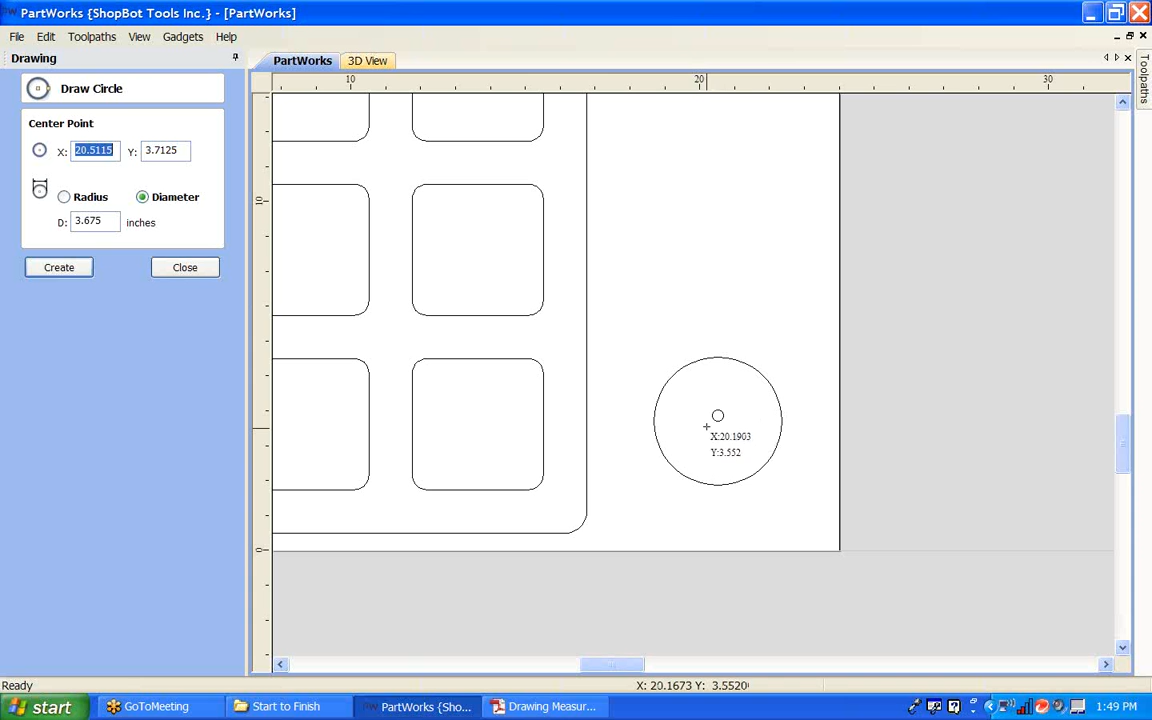 PartWorks {ShopBot Tools Inc.} - [PartWorks]
File Edit Toolpaths View Gadgets Help
Drawing
PartWorks 3D View
Toolpaths
Draw Circle
10 20 30
Center Point
X: 20.5115 Y: 3.7125
Radius Diameter
D: 3.675 inches
Create Close
10
0
X:20.1903
Y:3.552
Ready
X: 20.1673 Y: 3.5520
start GoToMeeting Start to Finish PartWorks {Sho... Drawing Measur... 1:49 PM